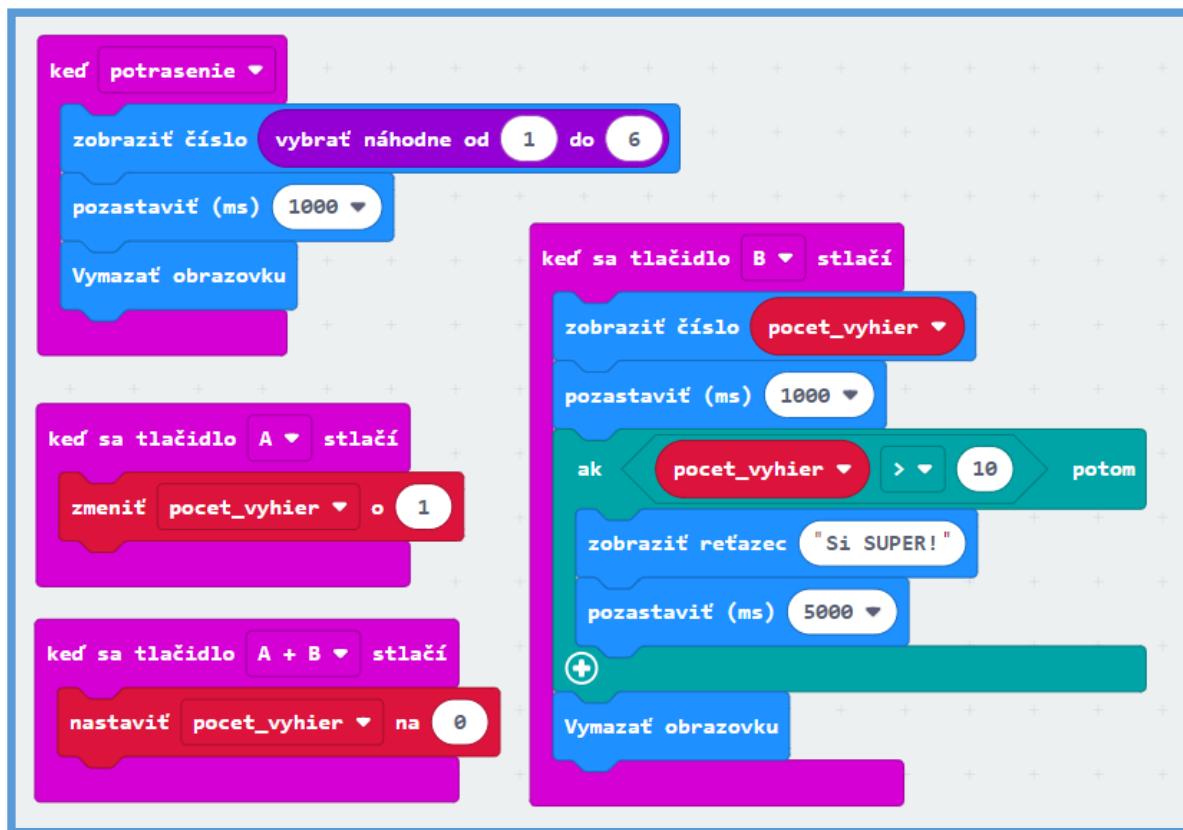 keď potrasenie
zobraziť číslo vybrať náhodne od 1 do 6
pozastaviť (ms) 1000
Vymazať obrazovku
keď sa tlačidlo A stlačí
zmeniť pocet_vyhier o 1
keď sa tlačidlo A + B stlačí
nastaviť pocet_vyhier na 0
keď sa tlačidlo B stlačí
zobraziť číslo pocet_vyhier
pozastaviť (ms) 1000
ak pocet_vyhier > 10 potom
zobraziť reťazec "Si SUPER!"
pozastaviť (ms) 5000
Vymazať obrazovku